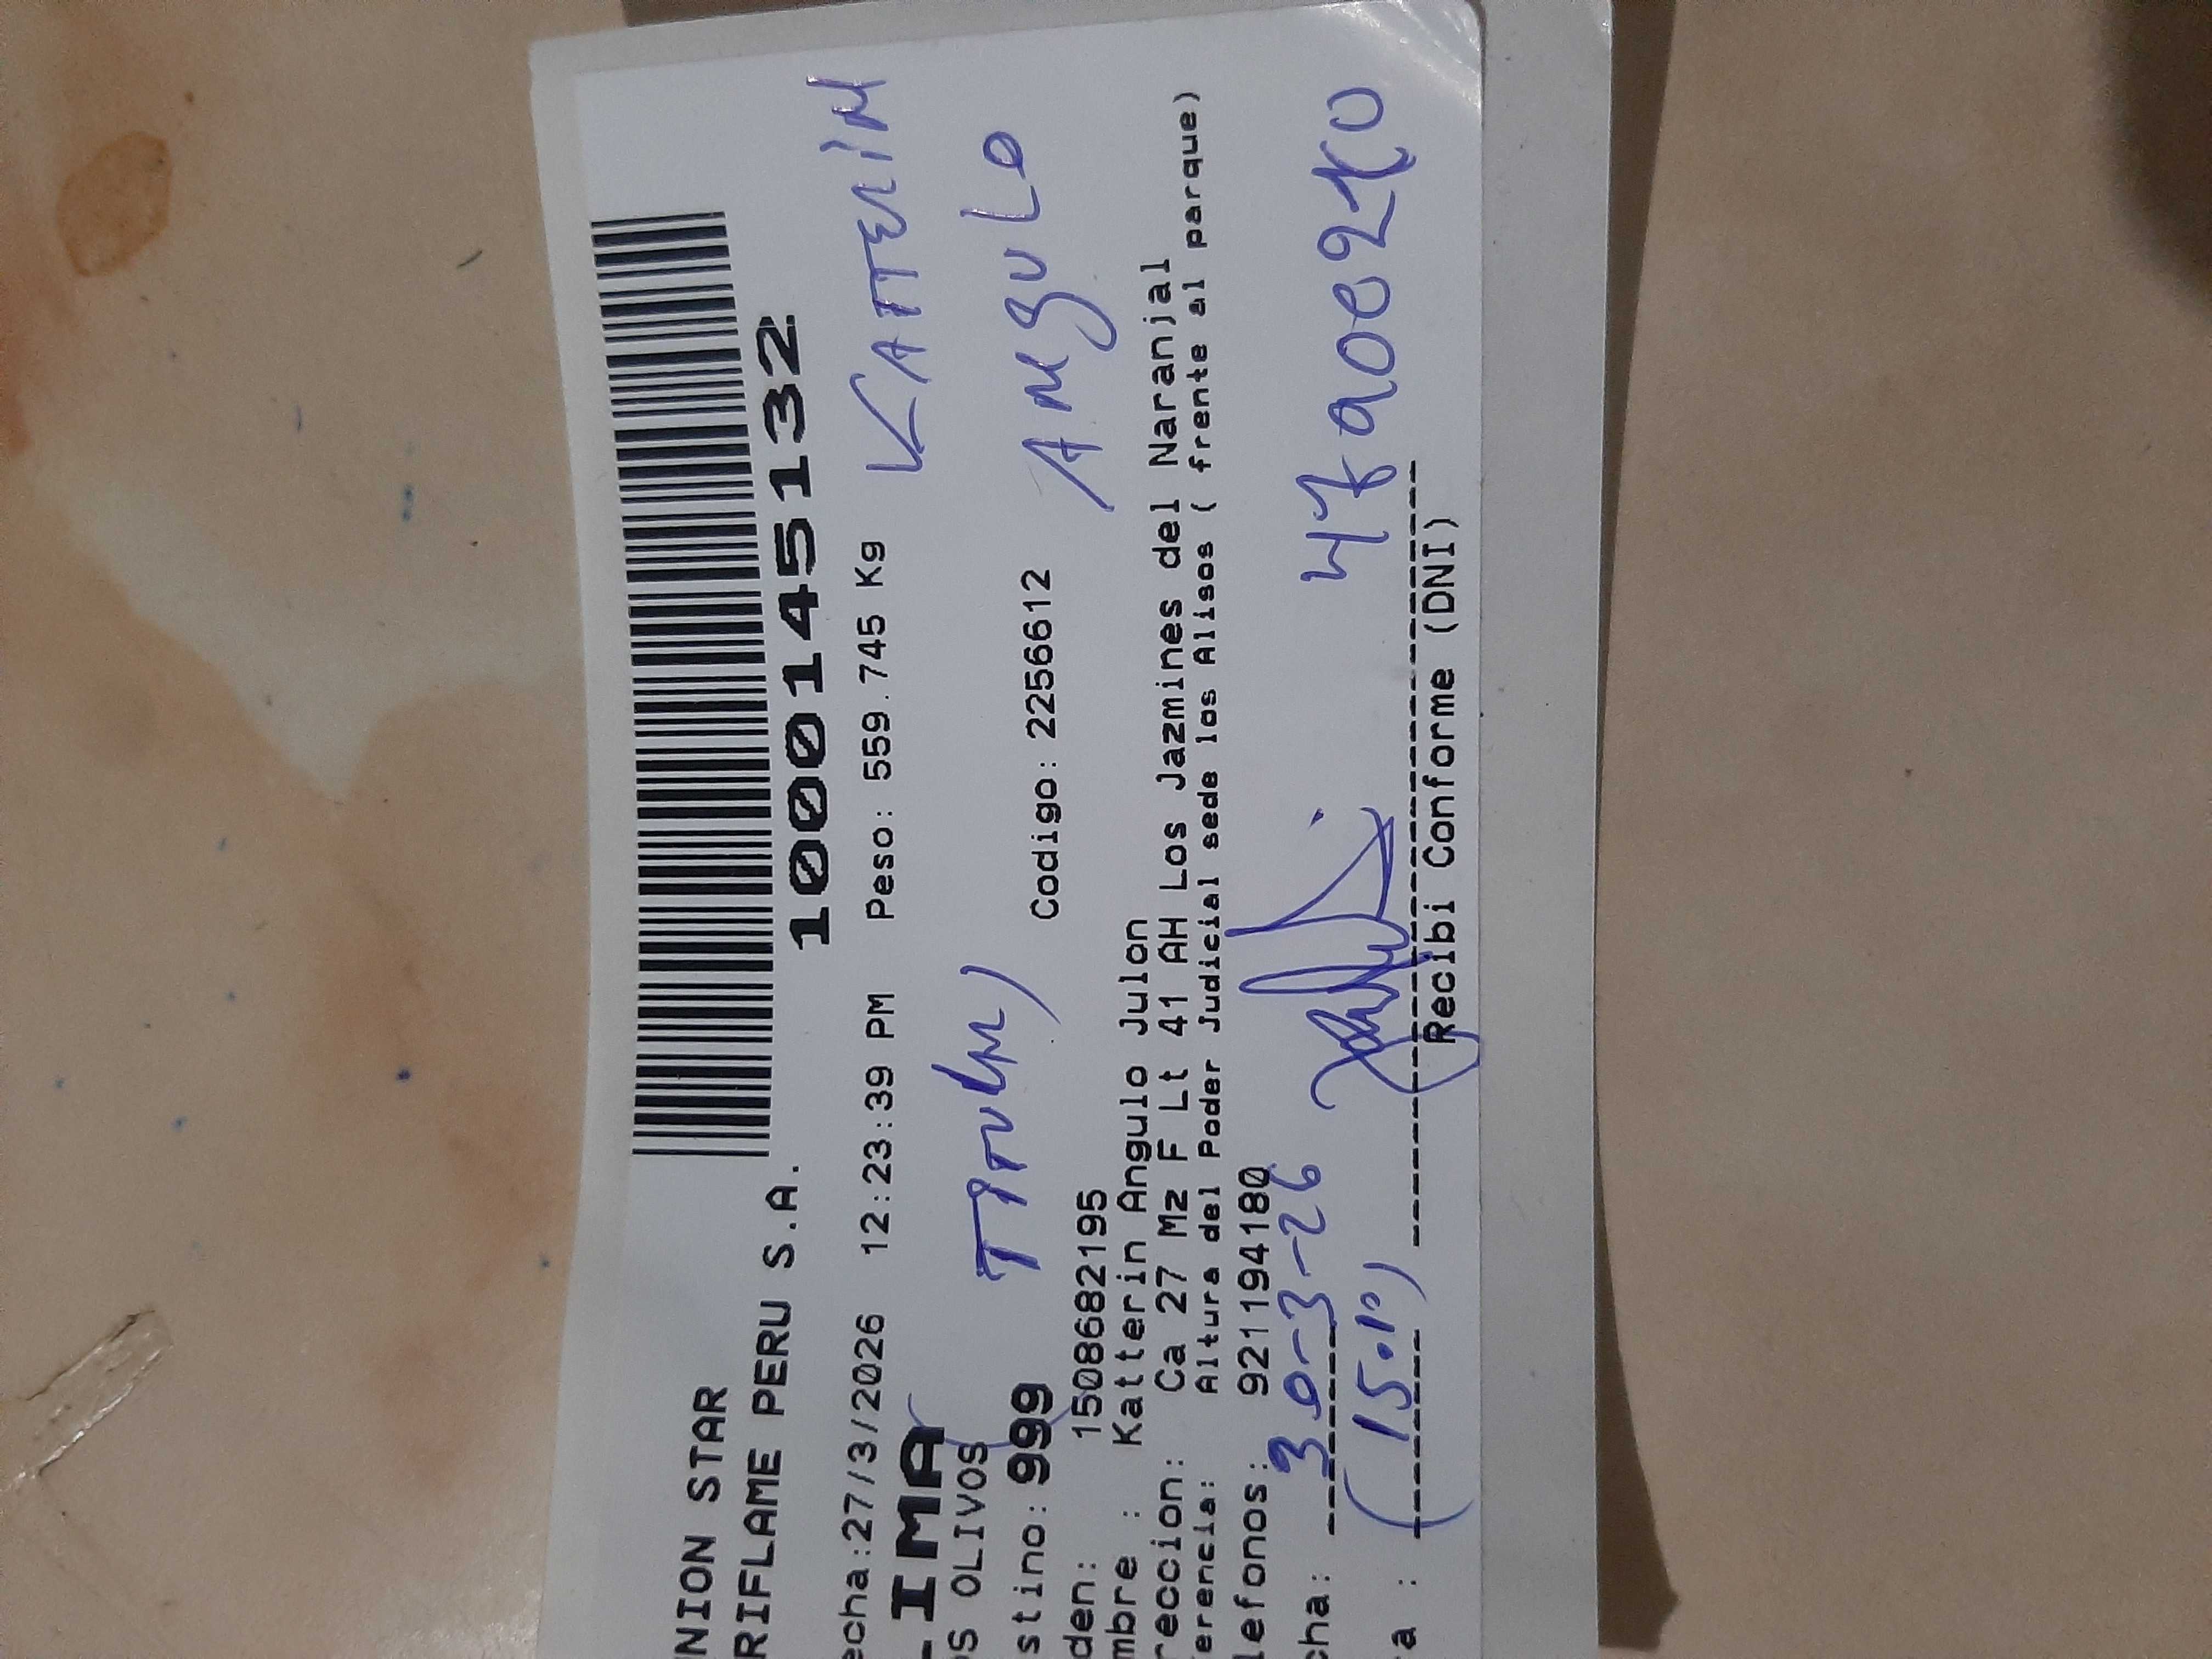 NION STAR
RIFLAME PERU S.A.
1000145132
echa:27/3/2026 12:23:39 PM Peso: 559.745 Kg
KATTERIN
IMA
S OLIVOS
TITULAR
ANGULO
stino: 999 Codigo: 2256612
den: 1508682195
mbre : Katterin Angulo Julon
reccion: Ca 27 Mz F Lt 41 AH Los Jazmines del Naranjal
erencia: Altura del Poder Judicial sede los Alisos ( frente al parque)
lefonos: 921194180
cha: 30-3-26
ra :
Recibi Conforme (DNI)